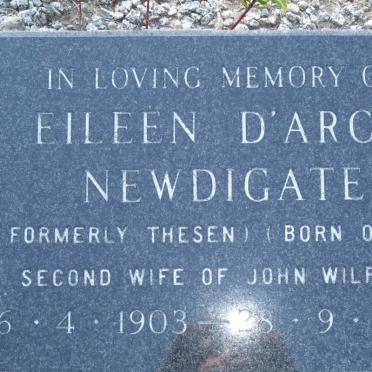 IN LOVING MEMORY O
EILEEN D'ARC
NEWDIGATE
FORMERLY THESEN) (BORN O
SECOND WIFE OF JOHN WILF
6 · 4 · 1903 — 28 · 9 ·